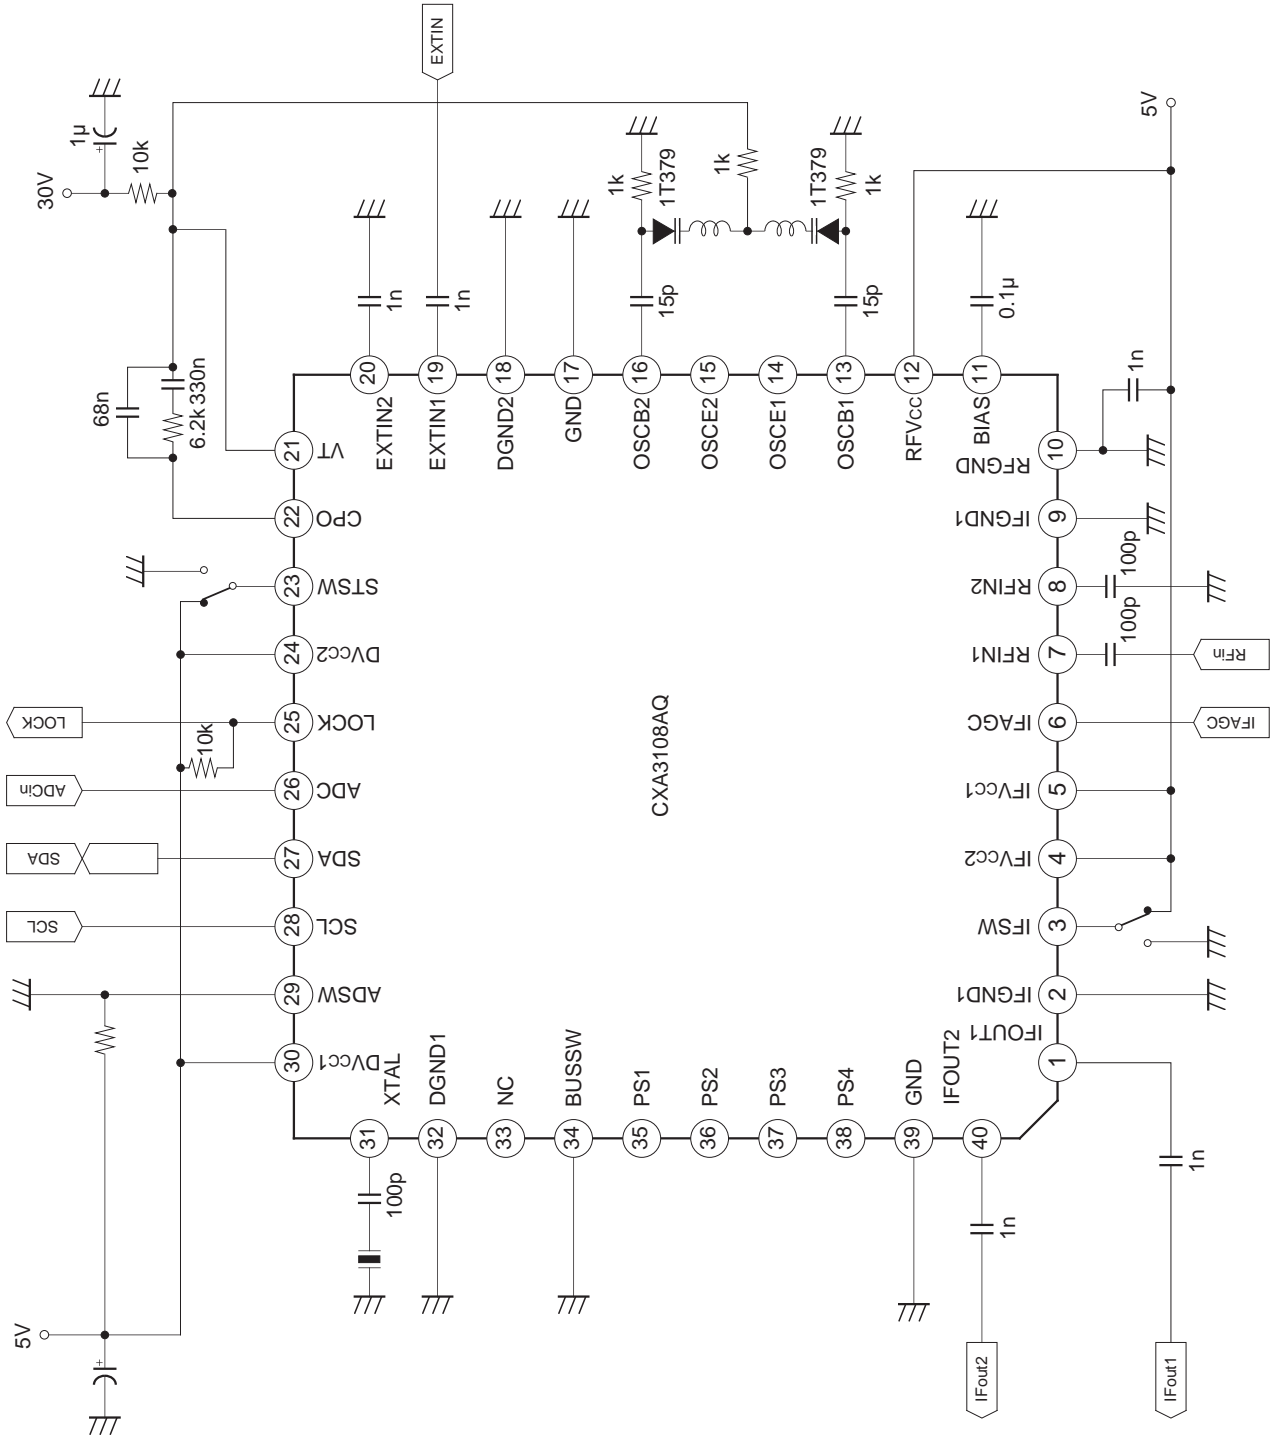 EXTIN
1µ
10k
30V
1n
1n
1k
1T379
1k
1T379
1k
15p
15p
0.1µ
5V
1n
68n
330n
6.2k
20
19
18
17
16
15
14
13
12
11
EXTIN2
EXTIN1
DGND2
GND
OSCB2
OSCE2
OSCE1
OSCB1
RFVCC
BIAS
21
VT
22
CPO
23
STSW
24
DVCC2
25
LOCK
LOCK
10k
26
ADC
ADCin
27
SDA
SDA
28
SCL
SCL
29
ADSW
30
DVCC1
CXA3108AQ
10
RFGND
9
IFGND1
8
RFIN2
100p
7
RFIN1
100p
RFin
6
IFAGC
IFAGC
5
IFVCC1
4
IFVCC2
3
IFSW
2
IFGND1
1
IFOUT1
XTAL
DGND1
NC
BUSSW
PS1
PS2
PS3
PS4
GND
IFOUT2
31
32
33
34
35
36
37
38
39
40
100p
1n
1n
5V
IFout2
IFout1